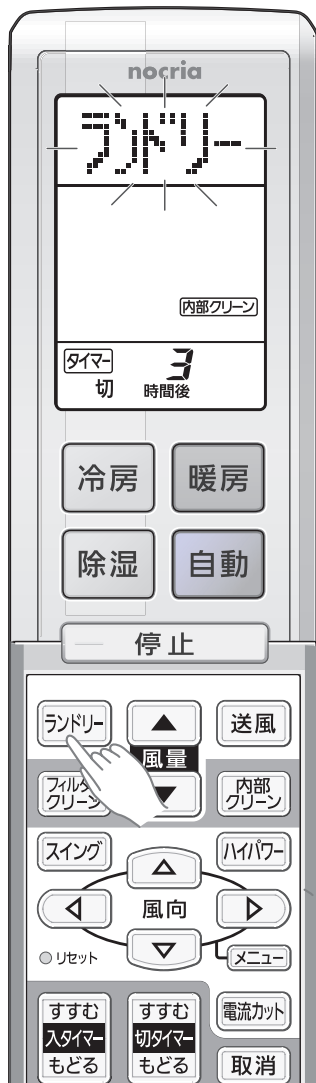 nocria
ランドリー
内部クリーン
タイマー 3
切 時間後
冷房 暖房
除湿 自動
停止
ランドリー ▲ 送風
風量
フィルター
クリーン ▼ 内部
クリーン
スイング △ ハイパワー
◁ 風向 ▷
リセット ▽ メニュー
すすむ すすむ 電流カット
入タイマー 切タイマー
もどる もどる 取消